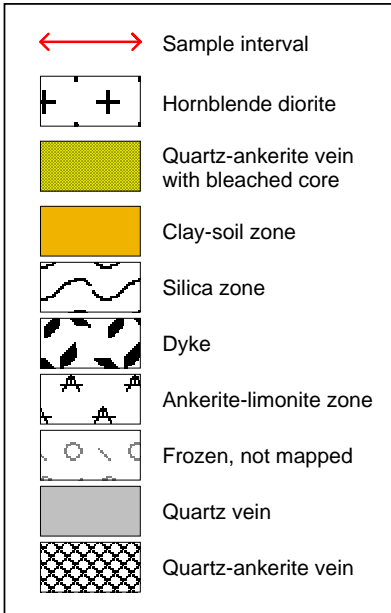 Sample interval
Hornblende diorite
Quartz-ankerite vein
with bleached core
Clay-soil zone
Silica zone
Dyke
Ankerite-limonite zone
Frozen, not mapped
Quartz vein
Quartz-ankerite vein